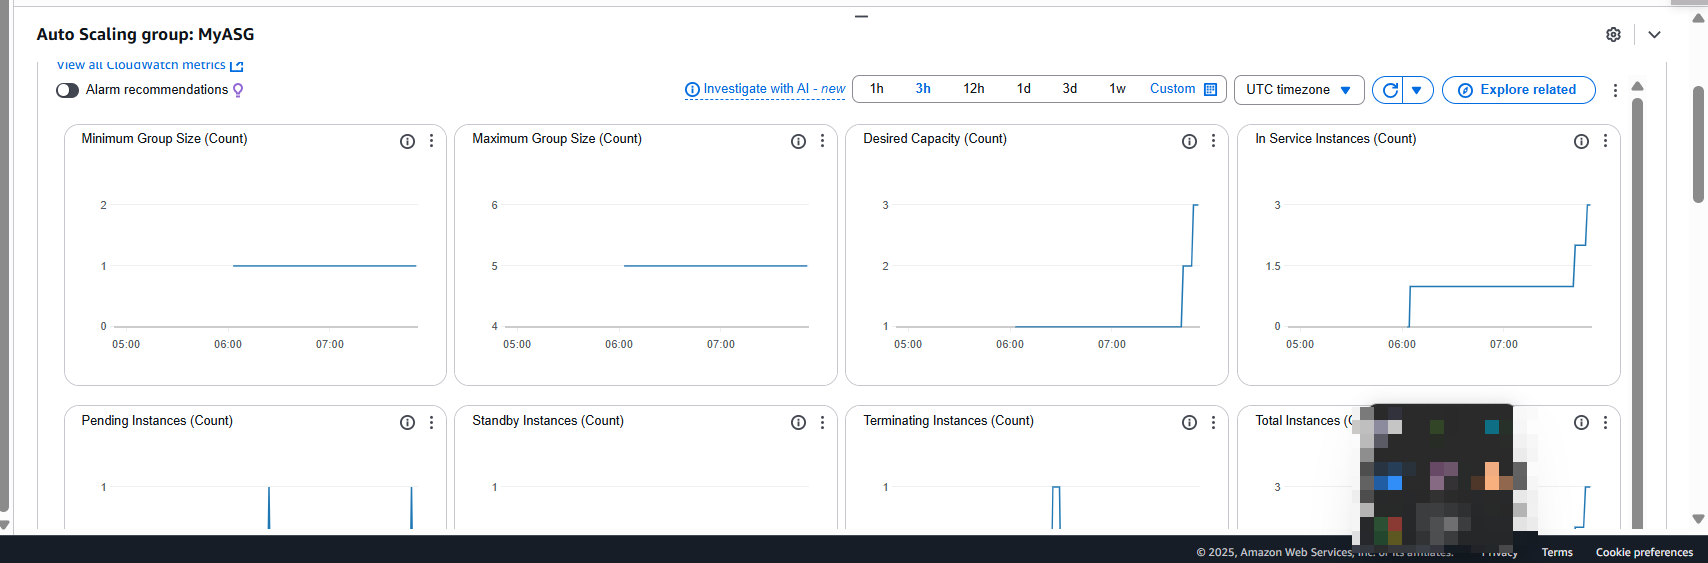 Auto Scaling group: MyASG
View all CloudWatch metrics
Alarm recommendations
Investigate with AI - new
1h 3h 12h 1d 3d 1w Custom
UTC timezone
Explore related
Minimum Group Size (Count)
2
1
0
05:00 06:00 07:00
Maximum Group Size (Count)
6
5
4
05:00 06:00 07:00
Desired Capacity (Count)
3
2
1
05:00 06:00 07:00
In Service Instances (Count)
3
1.5
0
05:00 06:00 07:00
Pending Instances (Count)
1
Standby Instances (Count)
1
Terminating Instances (Count)
1
Total Instances
3
© 2025, Amazon Web Services, Inc. or its affiliates.
Privacy
Terms
Cookie preferences